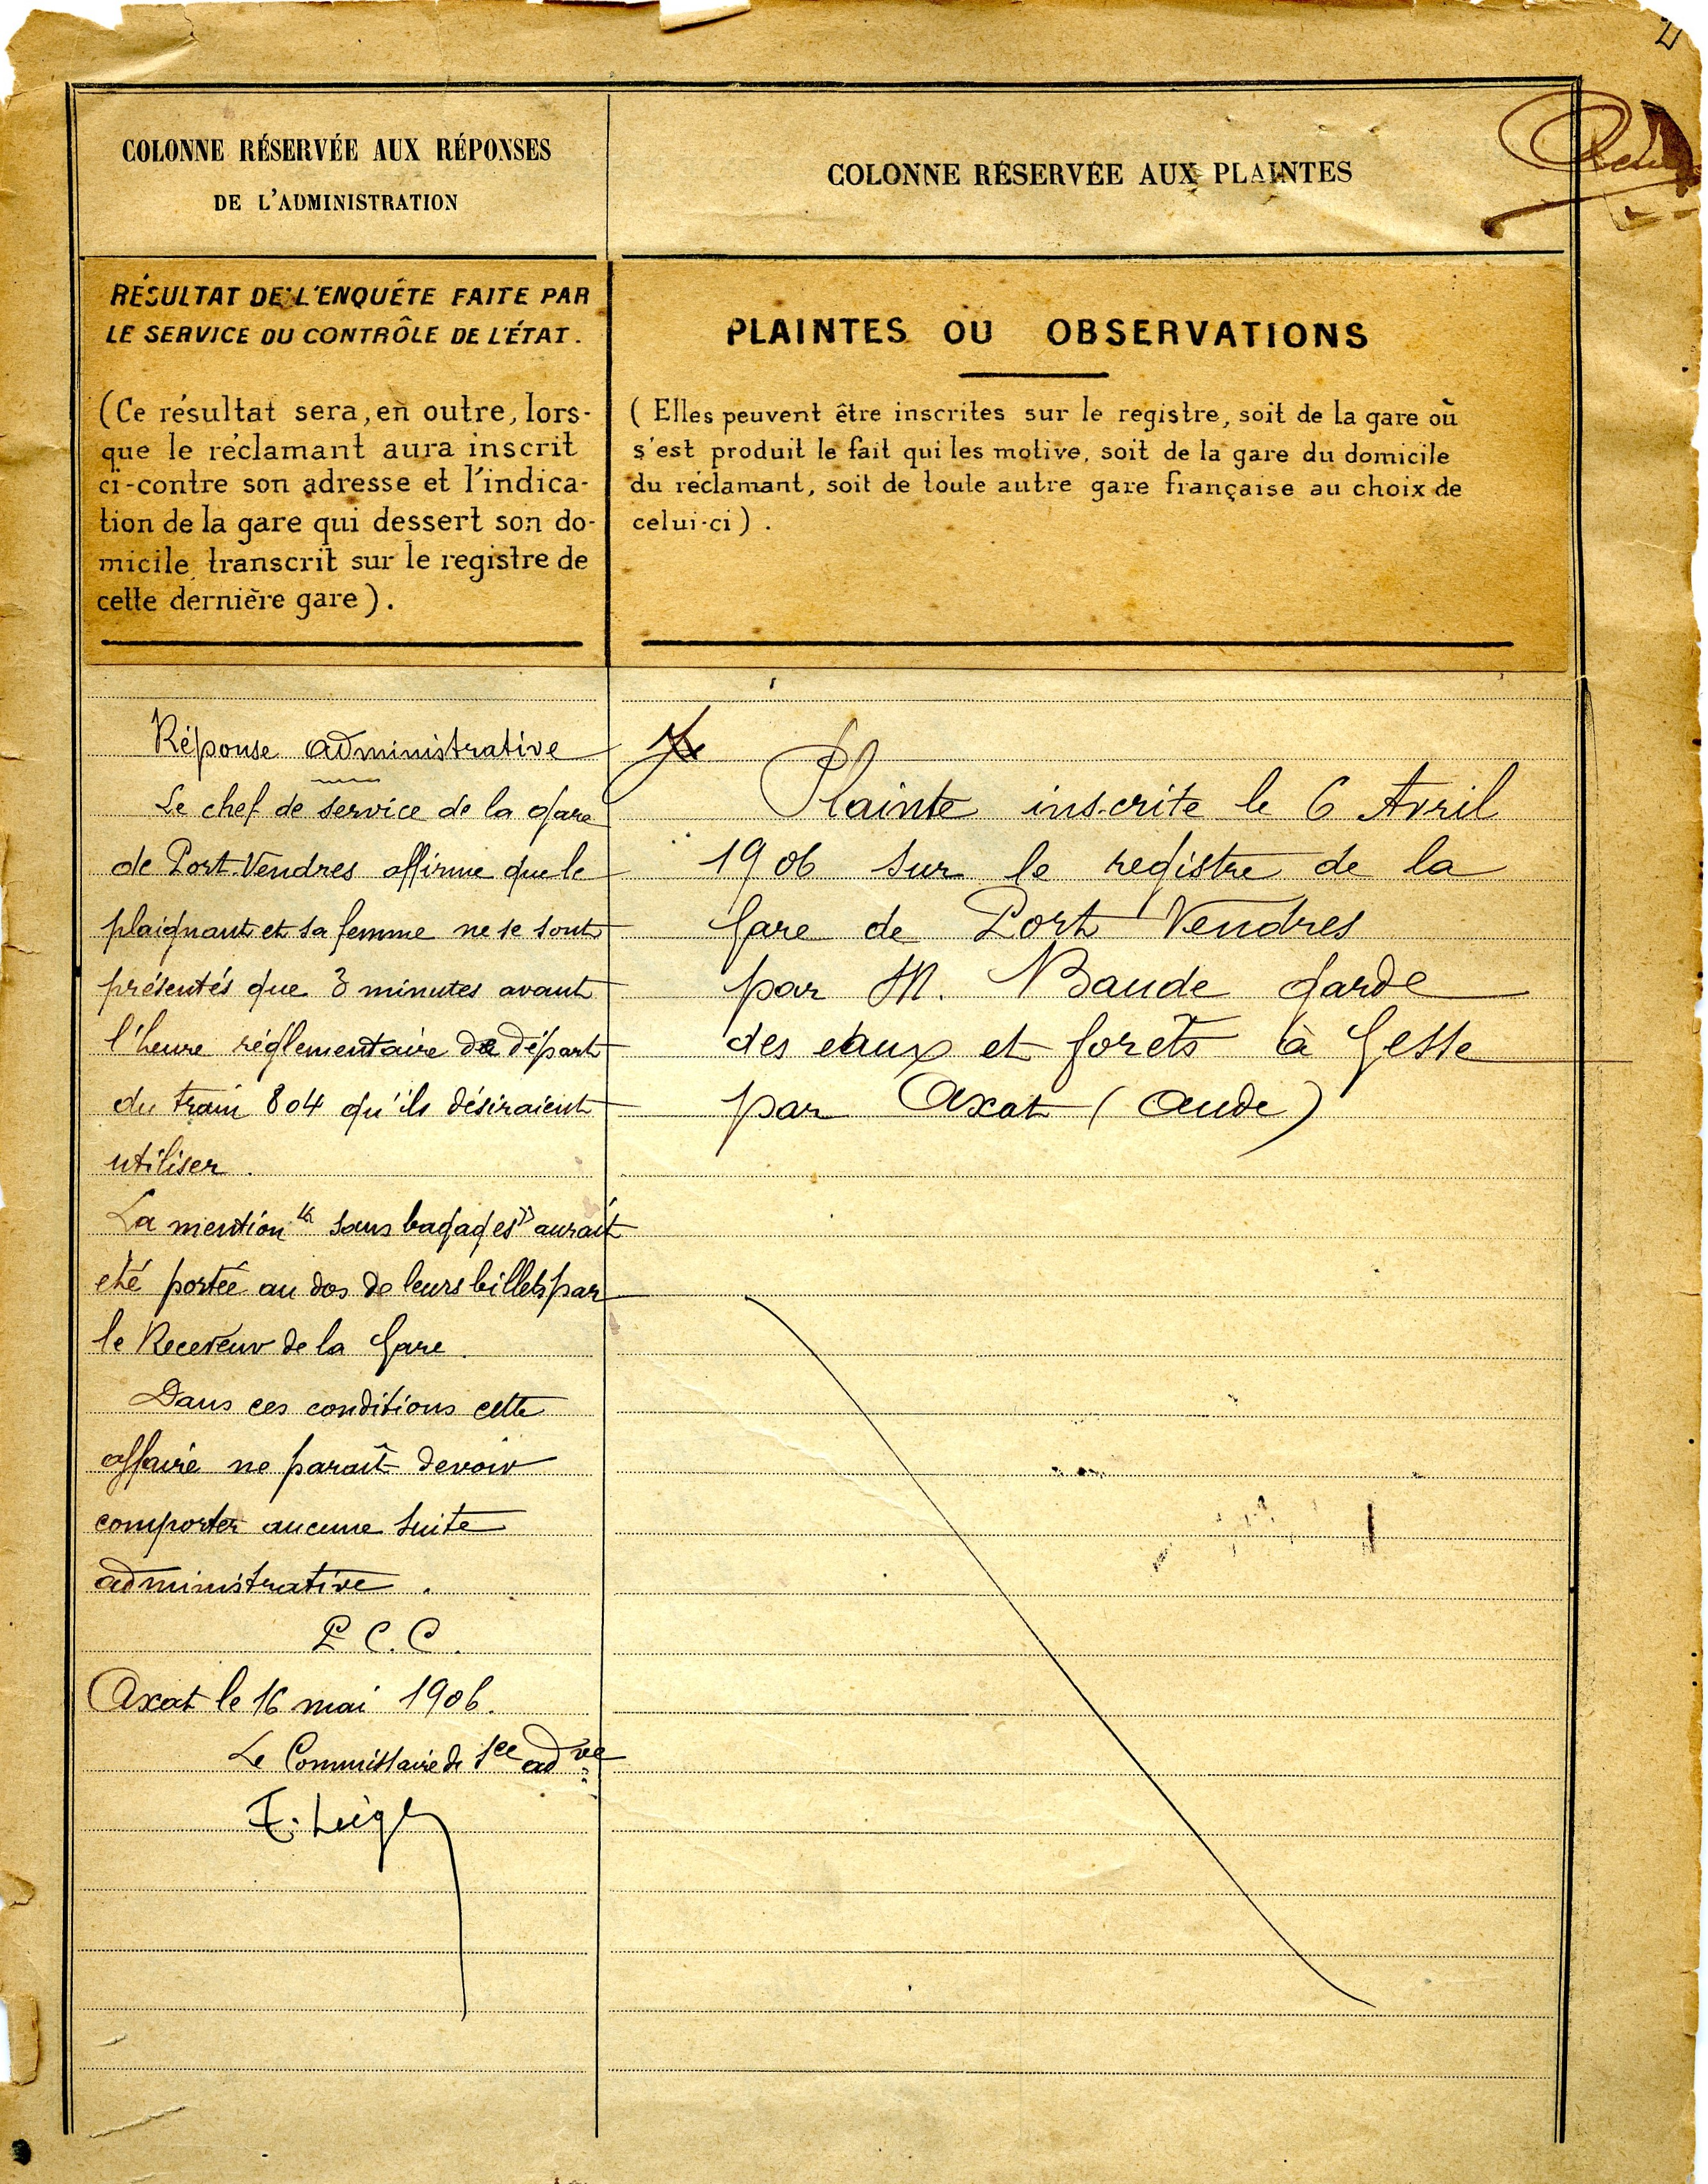 COLONNE RÉSERVÉE AUX RÉPONSES
DE L'ADMINISTRATION
RÉSULTAT DE L'ENQUÊTE FAITE PAR
LE SERVICE DU CONTRÔLE DE L'ÉTAT.
(Ce résultat sera, en outre, lors-
que le réclamant aura inscrit
ci-contre son adresse et l'indica-
tion de la gare qui dessert son do-
micile, transcrit sur le registre de
cette dernière gare).
Réponse administrative
Le chef de service de la gare
de Port-Vendres affirme que le
plaignant et sa femme ne se sont
présentés que 3 minutes avant
l'heure réglementaire de départ
du train 804 qu'ils désiraient
utiliser.
La mention "sans bagages" aurait
eté portée au dos de leurs billets par
le Receveur de la Gare.
Dans ces conditions cette
affaire ne paraît devoir
comporter aucune suite
administrative.
P.C.C.
Axat le 16 mai 1906.
Le Commissaire de sce adve
COLONNE RÉSERVÉE AUX PLAINTES
PLAINTES OU OBSERVATIONS
(Elles peuvent être inscrites sur le registre, soit de la gare où
s'est produit le fait qui les motive, soit de la gare du domicile
du réclamant, soit de toute autre gare française au choix de
celui-ci).
Plainte inscrite le 6 Avril
1906 sur le registre de la
Gare de Port Vendres
par M. Baude garde
des eaux et forêts à Gesse
par Axat (Aude)